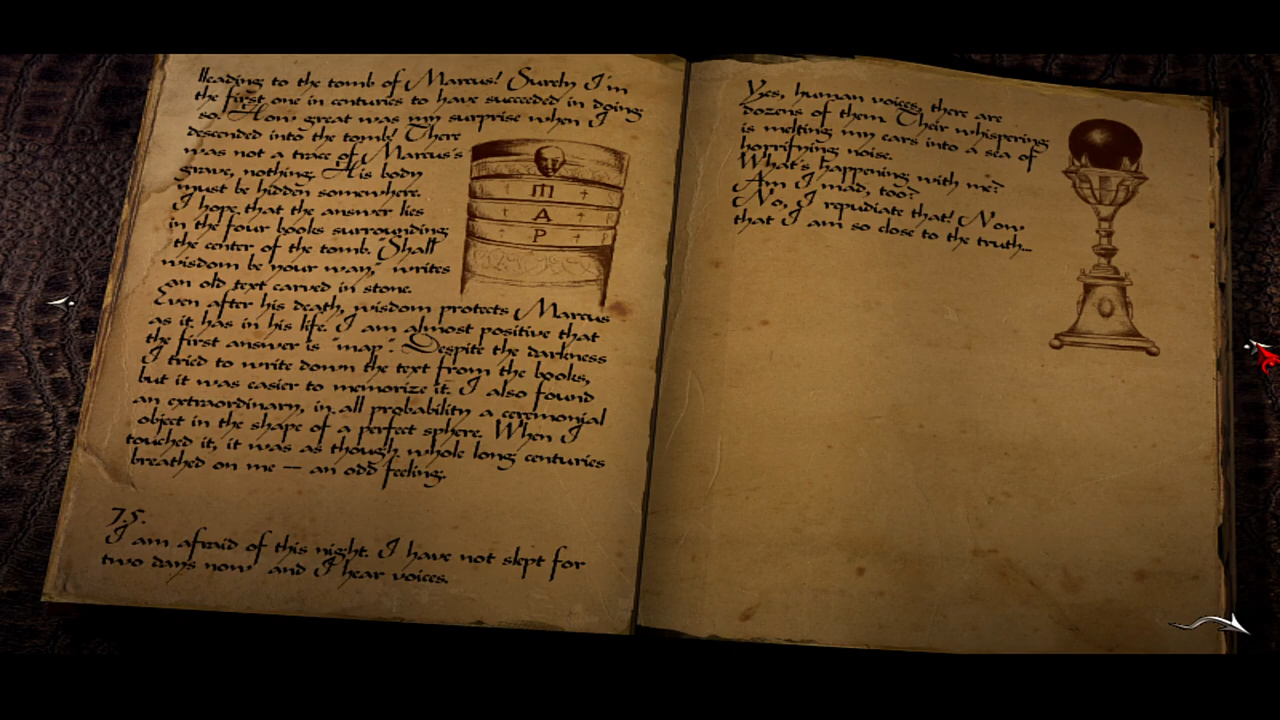 leading to the tomb of Marcus! Surely I'm
the first one in centuries to have succeeded in doing
so. How great was my surprise when I
descended into the tomb! There
was not a trace of Marcus's
grave, nothing. His body
must be hidden somewhere.
I hope that the answer lies
in the four books surrounding
the center of the tomb. "Shall
wisdom be your way," writes
an old text carved in stone.
Even after his death, wisdom protects Marcus
as it has in his life. I am almost positive that
the first answer is "map". Despite the darkness
I tried to write down the text from the books,
but it was easier to memorize it. I also found
an extraordinary, in all probability a ceremonial
object in the shape of a perfect sphere. When I
touched it, it was as though whole long centuries
breathed on me — an odd feeling.
M
A
P
7.5.
I am afraid of this night. I have not slept for
two days now and I hear voices.
Yes, human voices, there are
dozens of them. Their whispering
is melting my ears into a sea of
horrifying noise.
What's happening with me?
Am I mad, too?
No, I repudiate that! Now
that I am so close to the truth...